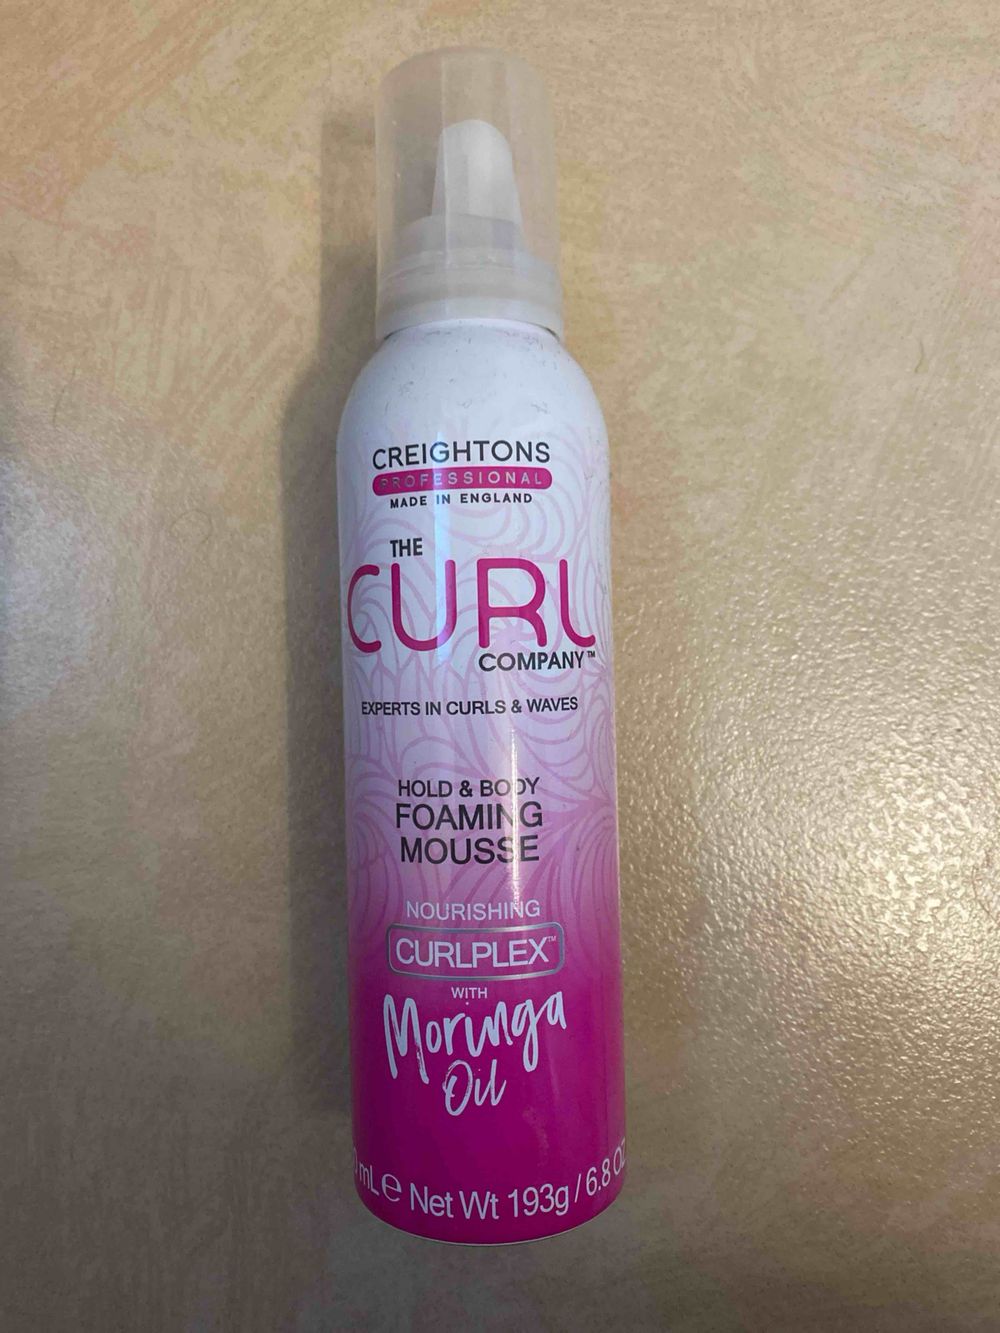 CREIGHTONS
PROFESSIONAL
MADE IN ENGLAND
THE
CURL
COMPANY™
EXPERTS IN CURLS & WAVES
HOLD & BODY
FOAMING
MOUSSE
NOURISHING
CURLPLEX™
WITH
Moringa
Oil
mL ℮ Net Wt 193g / 6.8 OZ